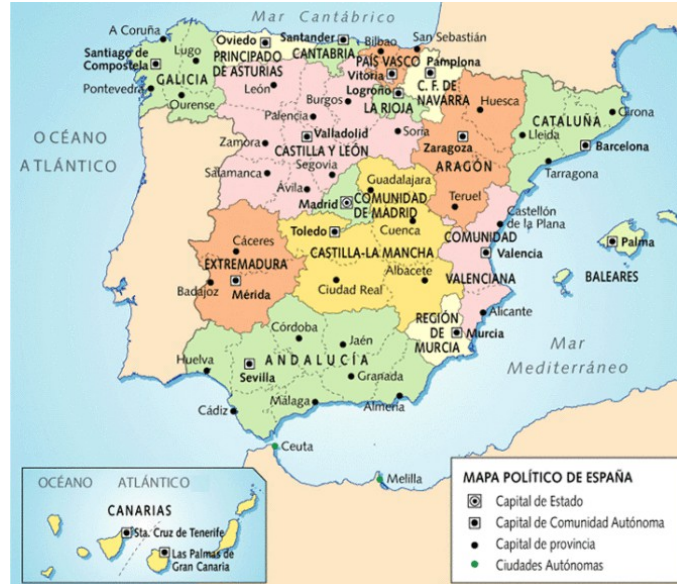 Mar Cantábrico
A Coruña
Lugo
Santiago de
Compostela
GALICIA
Pontevedra
Ourense
Oviedo
PRINCIPADO
DE ASTURIAS
Santander
CANTABRIA
Bilbao
San Sebastián
PAÍS VASCO
Vitoria
Pamplona
C. F. DE
NAVARRA
Logroño
LA RIOJA
León
Burgos
Palencia
Valladolid
Soria
Zamora
CASTILLA Y LEÓN
Segovia
Salamanca
Ávila
Huesca
Zaragoza
ARAGÓN
Teruel
CATALUÑA
Girona
Lleida
Barcelona
Tarragona
OCÉANO
ATLÁNTICO
Guadalajara
Madrid
COMUNIDAD
DE MADRID
Toledo
Cuenca
CASTILLA-LA MANCHA
Albacete
Ciudad Real
Castellón
de la Plana
COMUNIDAD
Valencia
VALENCIANA
Alicante
Palma
BALEARES
Cáceres
EXTREMADURA
Badajoz
Mérida
REGIÓN
DE
MURCIA
Murcia
Mar
Mediterráneo
Córdoba
Jaén
Huelva
ANDALUCÍA
Sevilla
Granada
Cádiz
Málaga
Almería
Ceuta
Melilla
OCÉANO ATLÁNTICO
CANARIAS
Sta. Cruz de Tenerife
Las Palmas de
Gran Canaria
MAPA POLÍTICO DE ESPAÑA
Capital de Estado
Capital de Comunidad Autónoma
Capital de provincia
Ciudades Autónomas